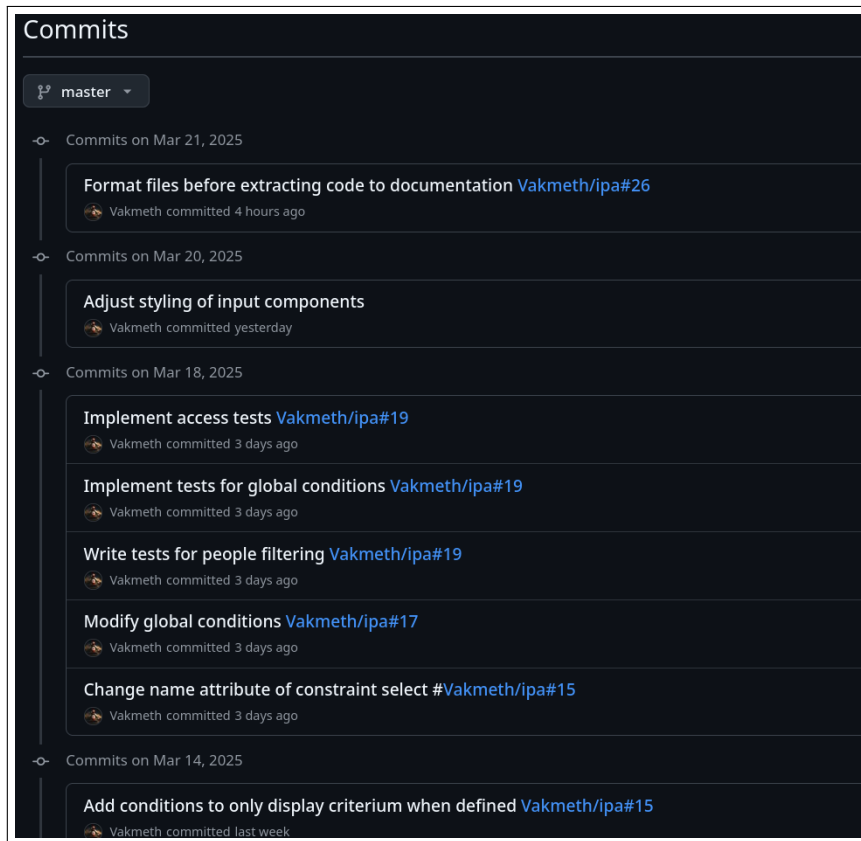 Commits
master
Commits on Mar 21, 2025
Format files before extracting code to documentation Vakmeth/ipa#26
Vakmeth committed 4 hours ago
Commits on Mar 20, 2025
Adjust styling of input components
Vakmeth committed yesterday
Commits on Mar 18, 2025
Implement access tests Vakmeth/ipa#19
Vakmeth committed 3 days ago
Implement tests for global conditions Vakmeth/ipa#19
Vakmeth committed 3 days ago
Write tests for people filtering Vakmeth/ipa#19
Vakmeth committed 3 days ago
Modify global conditions Vakmeth/ipa#17
Vakmeth committed 3 days ago
Change name attribute of constraint select #Vakmeth/ipa#15
Vakmeth committed 3 days ago
Commits on Mar 14, 2025
Add conditions to only display criterium when defined Vakmeth/ipa#15
Vakmeth committed last week